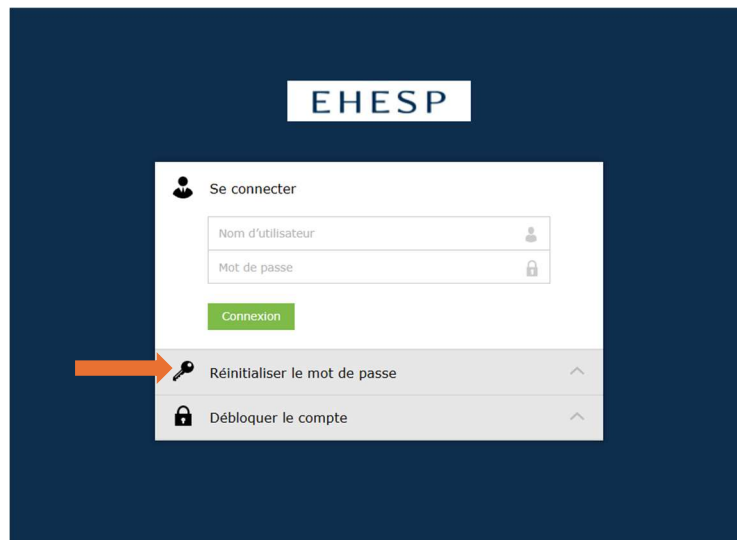 EHESP
Se connecter
Nom d'utilisateur
Mot de passe
Connexion
Réinitialiser le mot de passe
Débloquer le compte